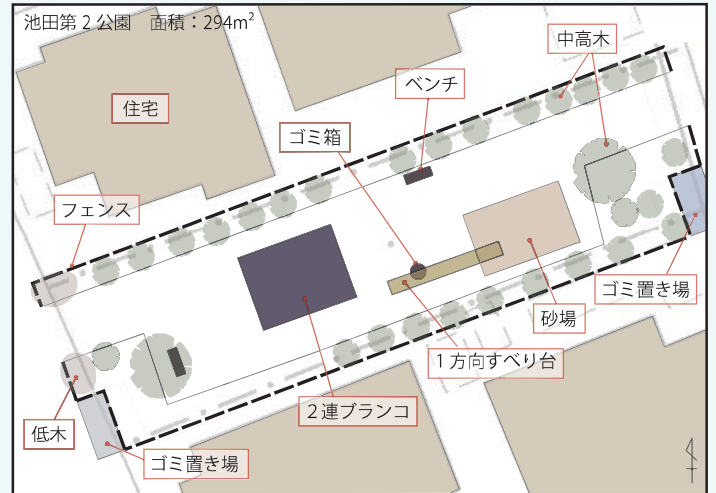 池田第2公園　面積：294m²
中高木
ベンチ
住宅
ゴミ箱
フェンス
ゴミ置き場
砂場
1方向すべり台
2連ブランコ
低木
ゴミ置き場